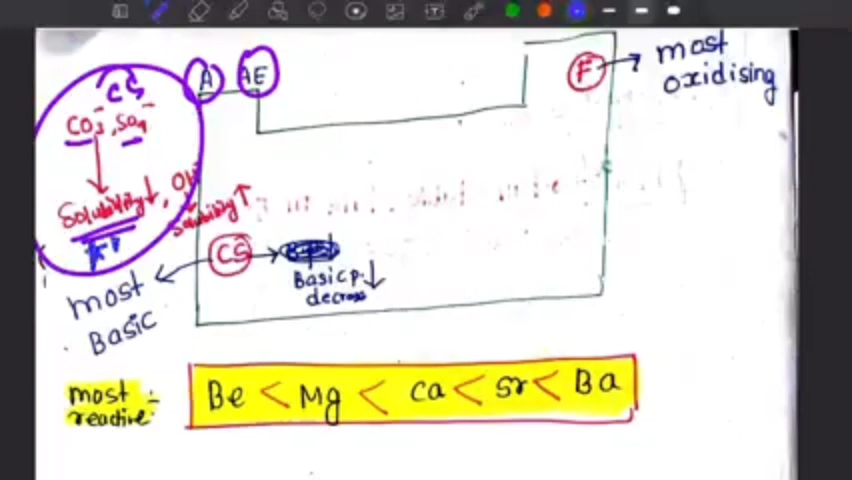 A
AE
F
most
oxidising
CS
CO3-, SO4-
Solubility↓, OH
Solubility↑
CS
Basic p.
decross ↓
most
Basic
most :-
reactive
Be < Mg < Ca < Sr < Ba